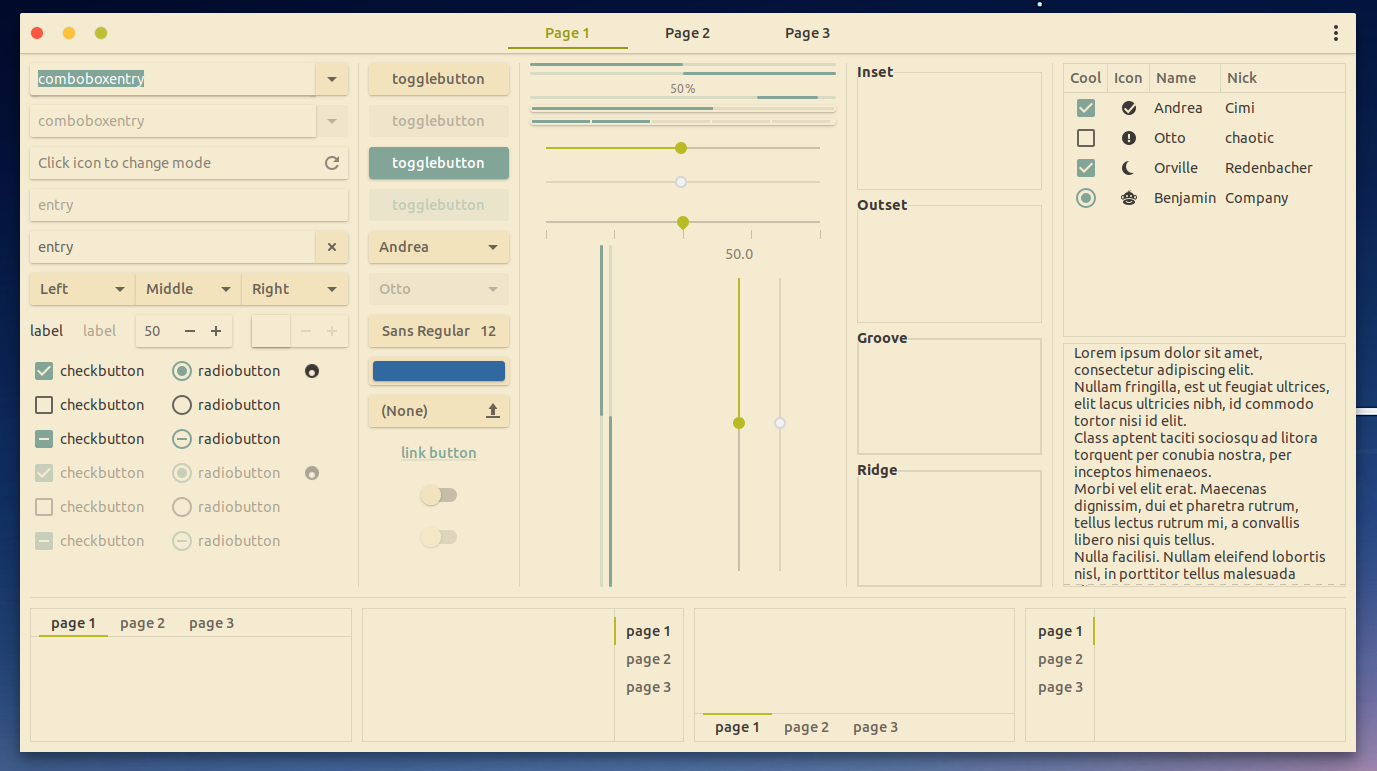 Page 1
Page 2
Page 3
comboboxentry
comboboxentry
Click icon to change mode
entry
entry
Left
Middle
Right
label
label
50
checkbutton
radiobutton
checkbutton
radiobutton
checkbutton
radiobutton
checkbutton
radiobutton
checkbutton
radiobutton
checkbutton
radiobutton
togglebutton
togglebutton
togglebutton
togglebutton
Andrea
Otto
Sans Regular 12
(None)
link button
50%
50.0
Inset
Outset
Groove
Ridge
Cool Icon Name Nick
Andrea Cimi
Otto chaotic
Orville Redenbacher
Benjamin Company
Lorem ipsum dolor sit amet,
consectetur adipiscing elit.
Nullam fringilla, est ut feugiat ultrices,
elit lacus ultricies nibh, id commodo
tortor nisi id elit.
Class aptent taciti sociosqu ad litora
torquent per conubia nostra, per
inceptos himenaeos.
Morbi vel elit erat. Maecenas
dignissim, dui et pharetra rutrum,
tellus lectus rutrum mi, a convallis
libero nisi quis tellus.
Nulla facilisi. Nullam eleifend lobortis
nisl, in porttitor tellus malesuada
page 1
page 2
page 3
page 1
page 2
page 3
page 1
page 2
page 3
page 1
page 2
page 3